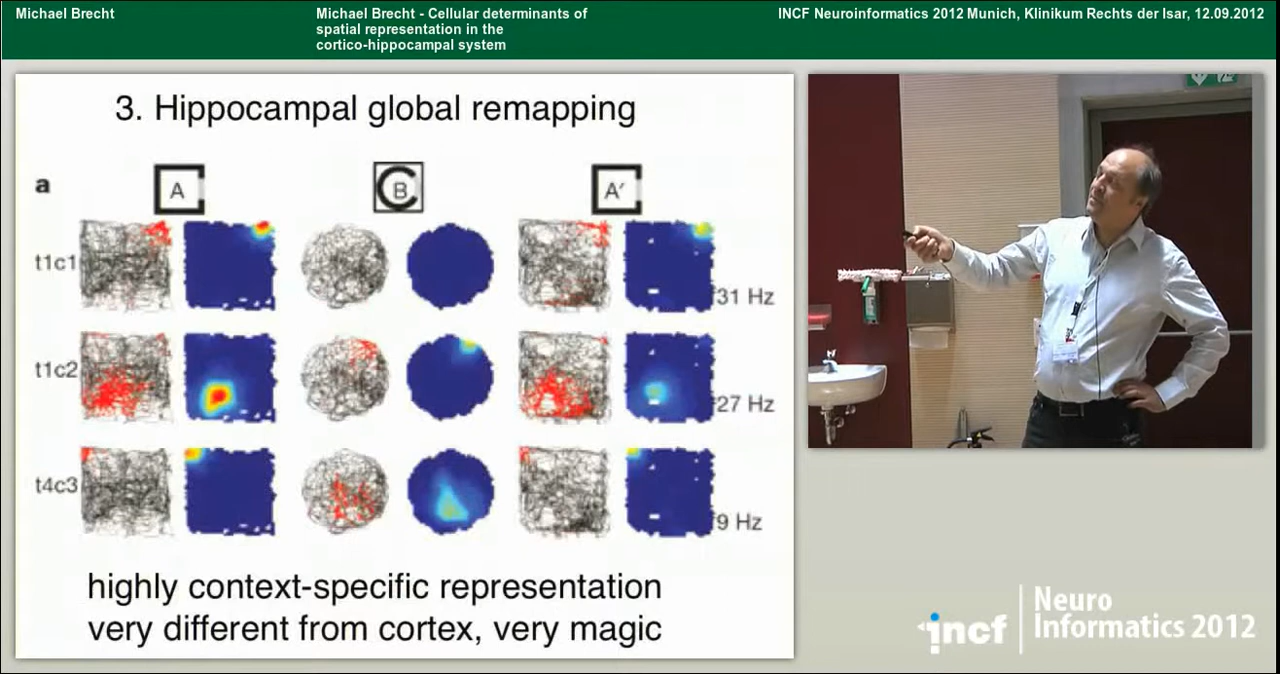 Michael Brecht
Michael Brecht - Cellular determinants of
spatial representation in the
cortico-hippocampal system
INCF Neuroinformatics 2012 Munich, Klinikum Rechts der Isar, 12.09.2012
3. Hippocampal global remapping
a
A
B
A′
t1c1
31 Hz
t1c2
27 Hz
t4c3
9 Hz
highly context-specific representation
very different from cortex, very magic
incf
Neuro
Informatics 2012